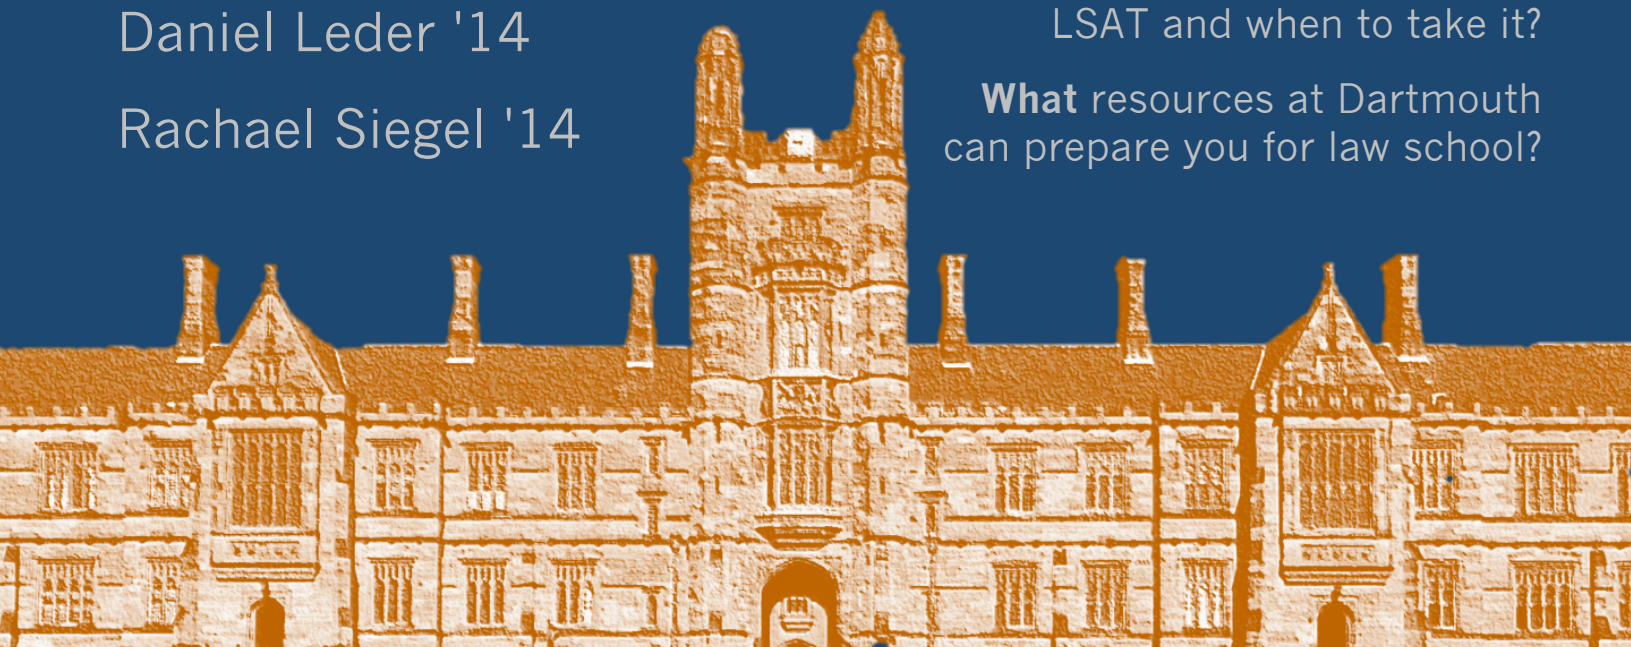 Daniel Leder '14
Rachael Siegel '14
LSAT and when to take it?
What resources at Dartmouth
can prepare you for law school?